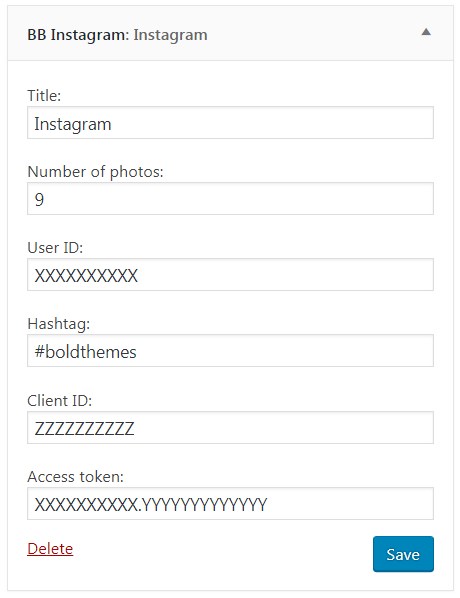 BB Instagram: Instagram
Title:
Instagram
Number of photos:
9
User ID:
XXXXXXXXXX
Hashtag:
#boldthemes
Client ID:
ZZZZZZZZZZ
Access token:
XXXXXXXXXX.YYYYYYYYYYYYY
Delete
Save